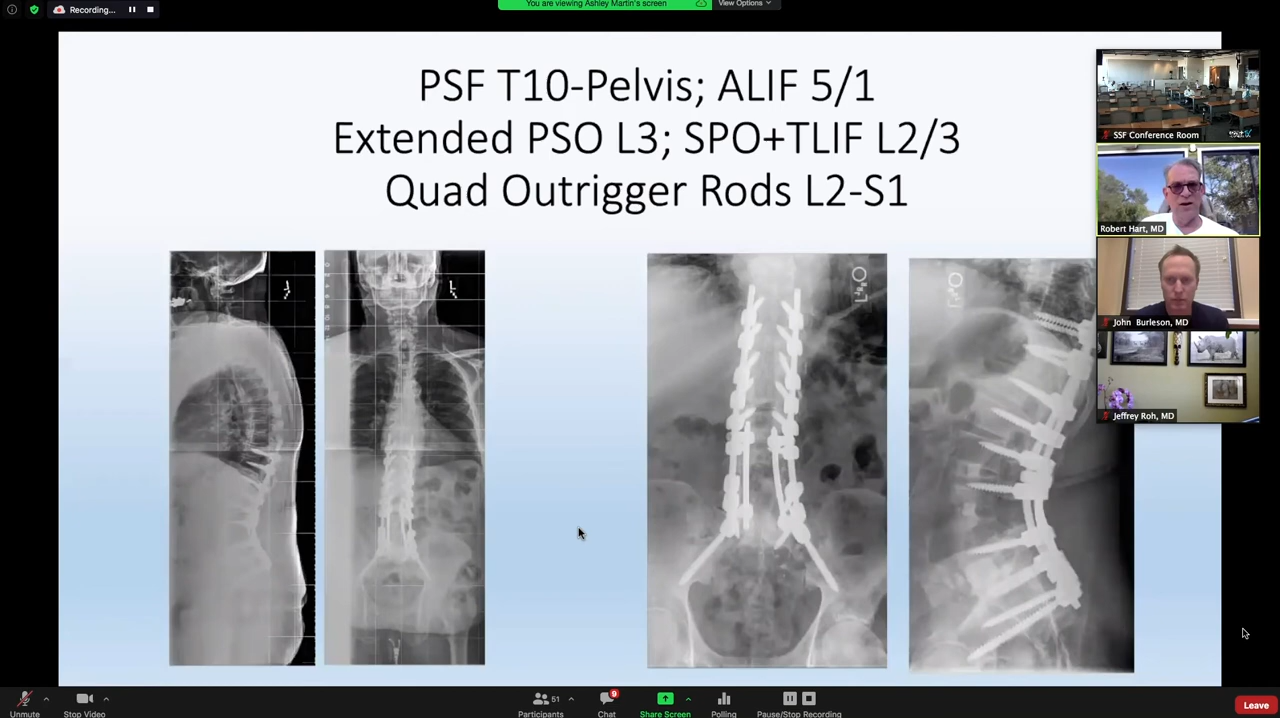 Recording...
You are viewing Ashley Martin's screen
View Options
PSF T10-Pelvis; ALIF 5/1
Extended PSO L3; SPO+TLIF L2/3
Quad Outrigger Rods L2-S1
SSF Conference Room
Robert Hart, MD
John Burleson, MD
Jeffrey Roh, MD
Unmute
Stop Video
51
Participants
9
Chat
Share Screen
Polling
Pause/Stop Recording
Leave